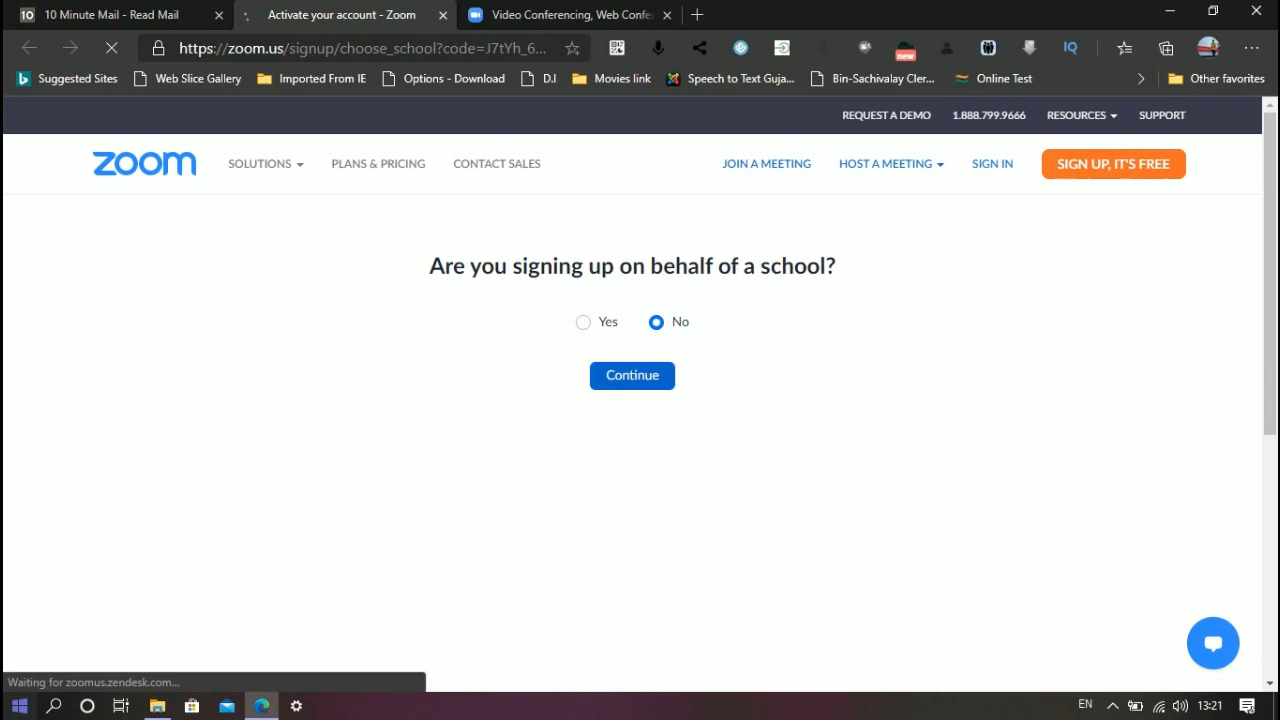 10 10 Minute Mail - Read Mail
Activate your account - Zoom
Video Conferencing, Web Confe
https://zoom.us/signup/choose_school?code=J7tYh_6...
new
IQ
Suggested Sites
Web Slice Gallery
Imported From IE
Options - Download
D.I
Movies link
Speech to Text Guja...
Bin-Sachivalay Cler...
Online Test
Other favorites
REQUEST A DEMO
1.888.799.9666
RESOURCES
SUPPORT
zoom
SOLUTIONS
PLANS & PRICING
CONTACT SALES
JOIN A MEETING
HOST A MEETING
SIGN IN
SIGN UP, IT'S FREE
Are you signing up on behalf of a school?
Yes
No
Continue
Waiting for zoomus.zendesk.com...
EN
13:21